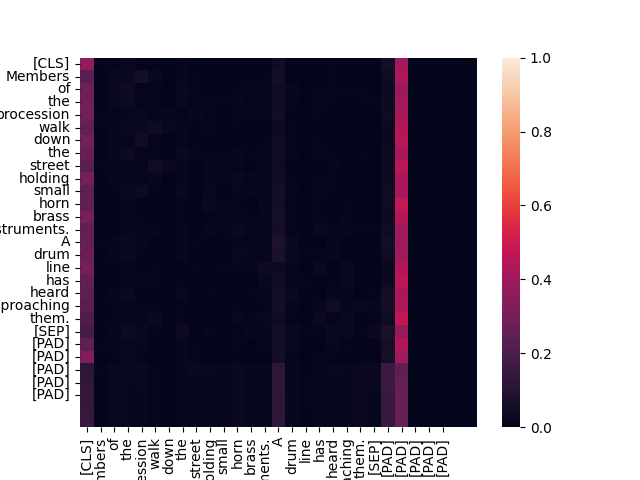 [CLS]
Members
of
the
procession
walk
down
the
street
holding
small
horn
brass
struments.
A
drum
line
has
heard
proaching
them.
[SEP]
[PAD]
[PAD]
[PAD]
[PAD]
[PAD]
[CLS]
mbers
of
the
ession
walk
down
the
street
olding
small
horn
brass
ments.
A
drum
line
has
heard
aching
them.
[SEP]
[PAD]
[PAD]
[PAD]
[PAD]
[PAD]
1.0
0.8
0.6
0.4
0.2
0.0